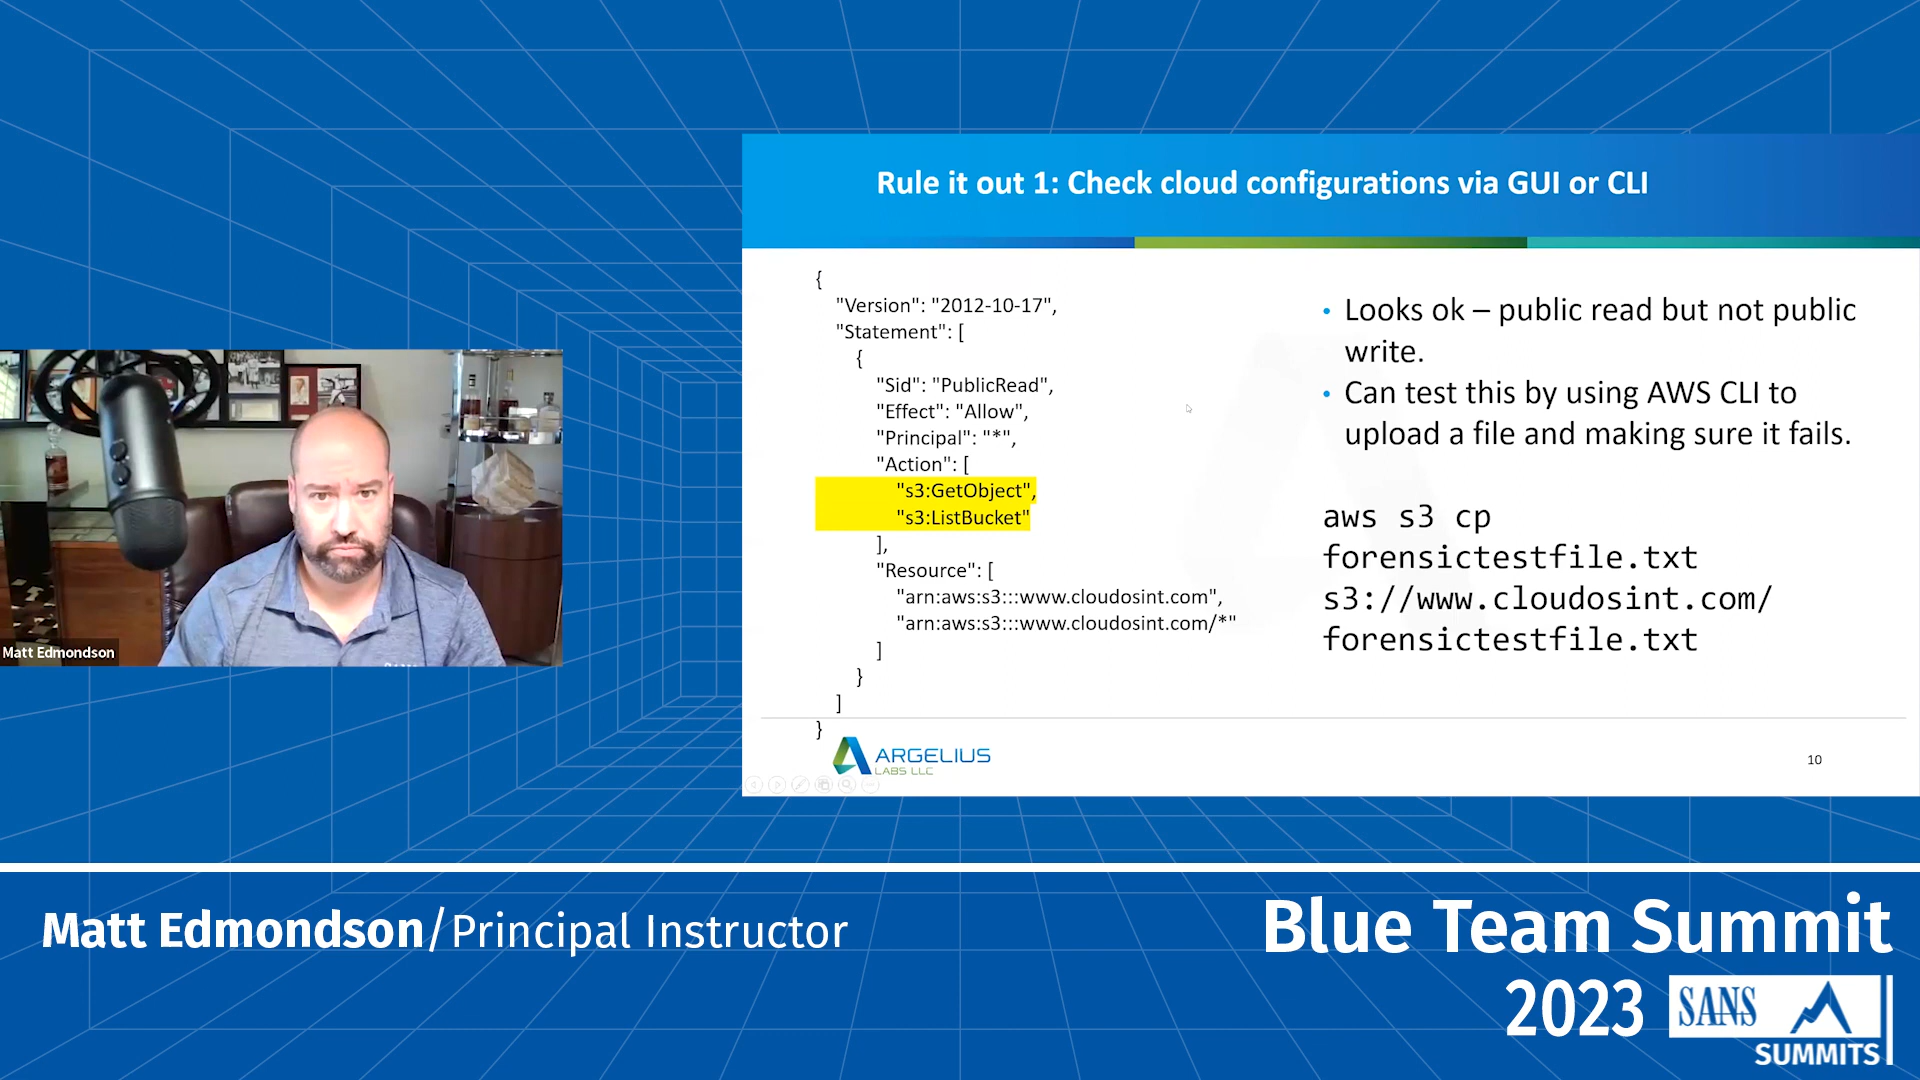 Rule it out 1: Check cloud configurations via GUI or CLI
{
"Version": "2012-10-17",
"Statement": [
{
"Sid": "PublicRead",
"Effect": "Allow",
"Principal": "*",
"Action": [
"s3:GetObject",
"s3:ListBucket"
],
"Resource": [
"arn:aws:s3:::www.cloudosint.com",
"arn:aws:s3:::www.cloudosint.com/*"
]
}
]
}
• Looks ok – public read but not public
write.
• Can test this by using AWS CLI to
upload a file and making sure it fails.
aws s3 cp
forensictestfile.txt
s3://www.cloudosint.com/
forensictestfile.txt
ARGELIUS
LABS LLC
10
Matt Edmondson
Matt Edmondson/Principal Instructor
Blue Team Summit
2023
SANS
SUMMITS